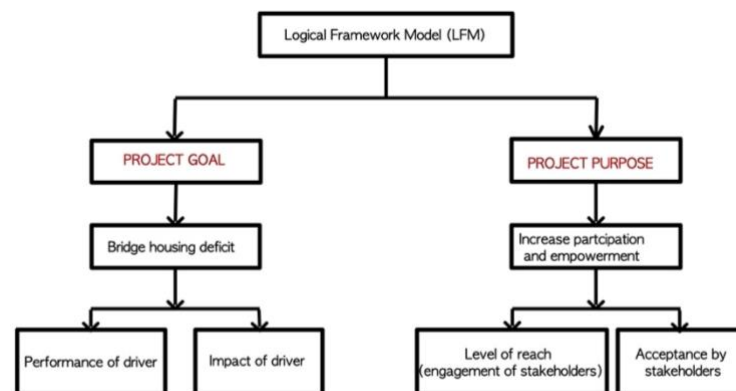 Logical Framework Model (LFM)
PROJECT GOAL
PROJECT PURPOSE
Bridge housing deficit
Increase partcipation
and empowerment
Performance of driver
Impact of driver
Level of reach
(engagement of stakeholders)
Acceptance by
stakeholders